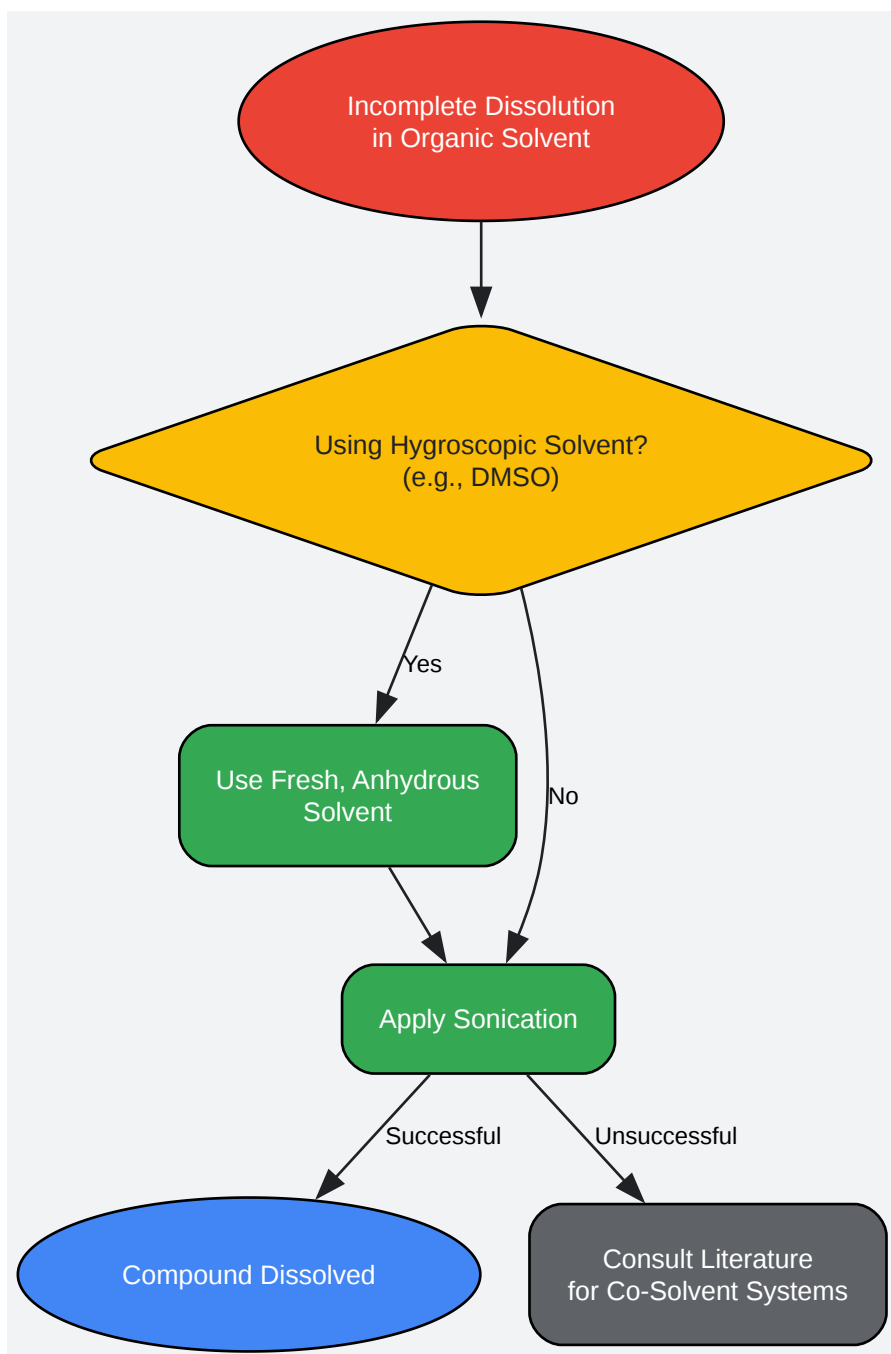 Incomplete Dissolution
in Organic Solvent
Using Hygroscopic Solvent?
(e.g., DMSO)
Yes
Use Fresh, Anhydrous
Solvent
No
Apply Sonication
Successful
Unsuccessful
Compound Dissolved
Consult Literature
for Co-Solvent Systems